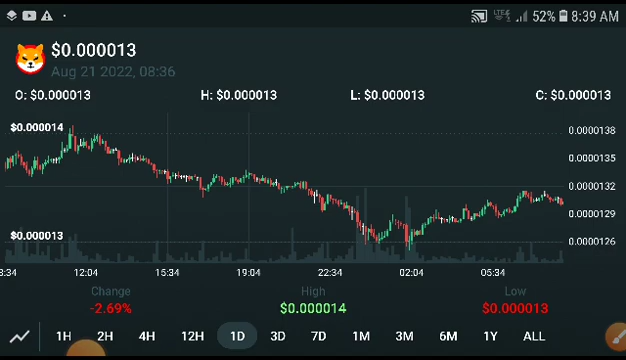 LTE 52% 8:39 AM
$0.000013
Aug 21 2022, 08:36
O: $0.000013 H: $0.000013 L: $0.000013 C: $0.000013
$0.000014 0.0000138
0.0000135
0.0000132
0.0000129
$0.000013 0.0000126
8:34 12:04 15:34 19:04 22:34 02:04 05:34
Change High Low
-2.69% $0.000014 $0.000013
1H 2H 4H 12H 1D 3D 7D 1M 3M 6M 1Y ALL